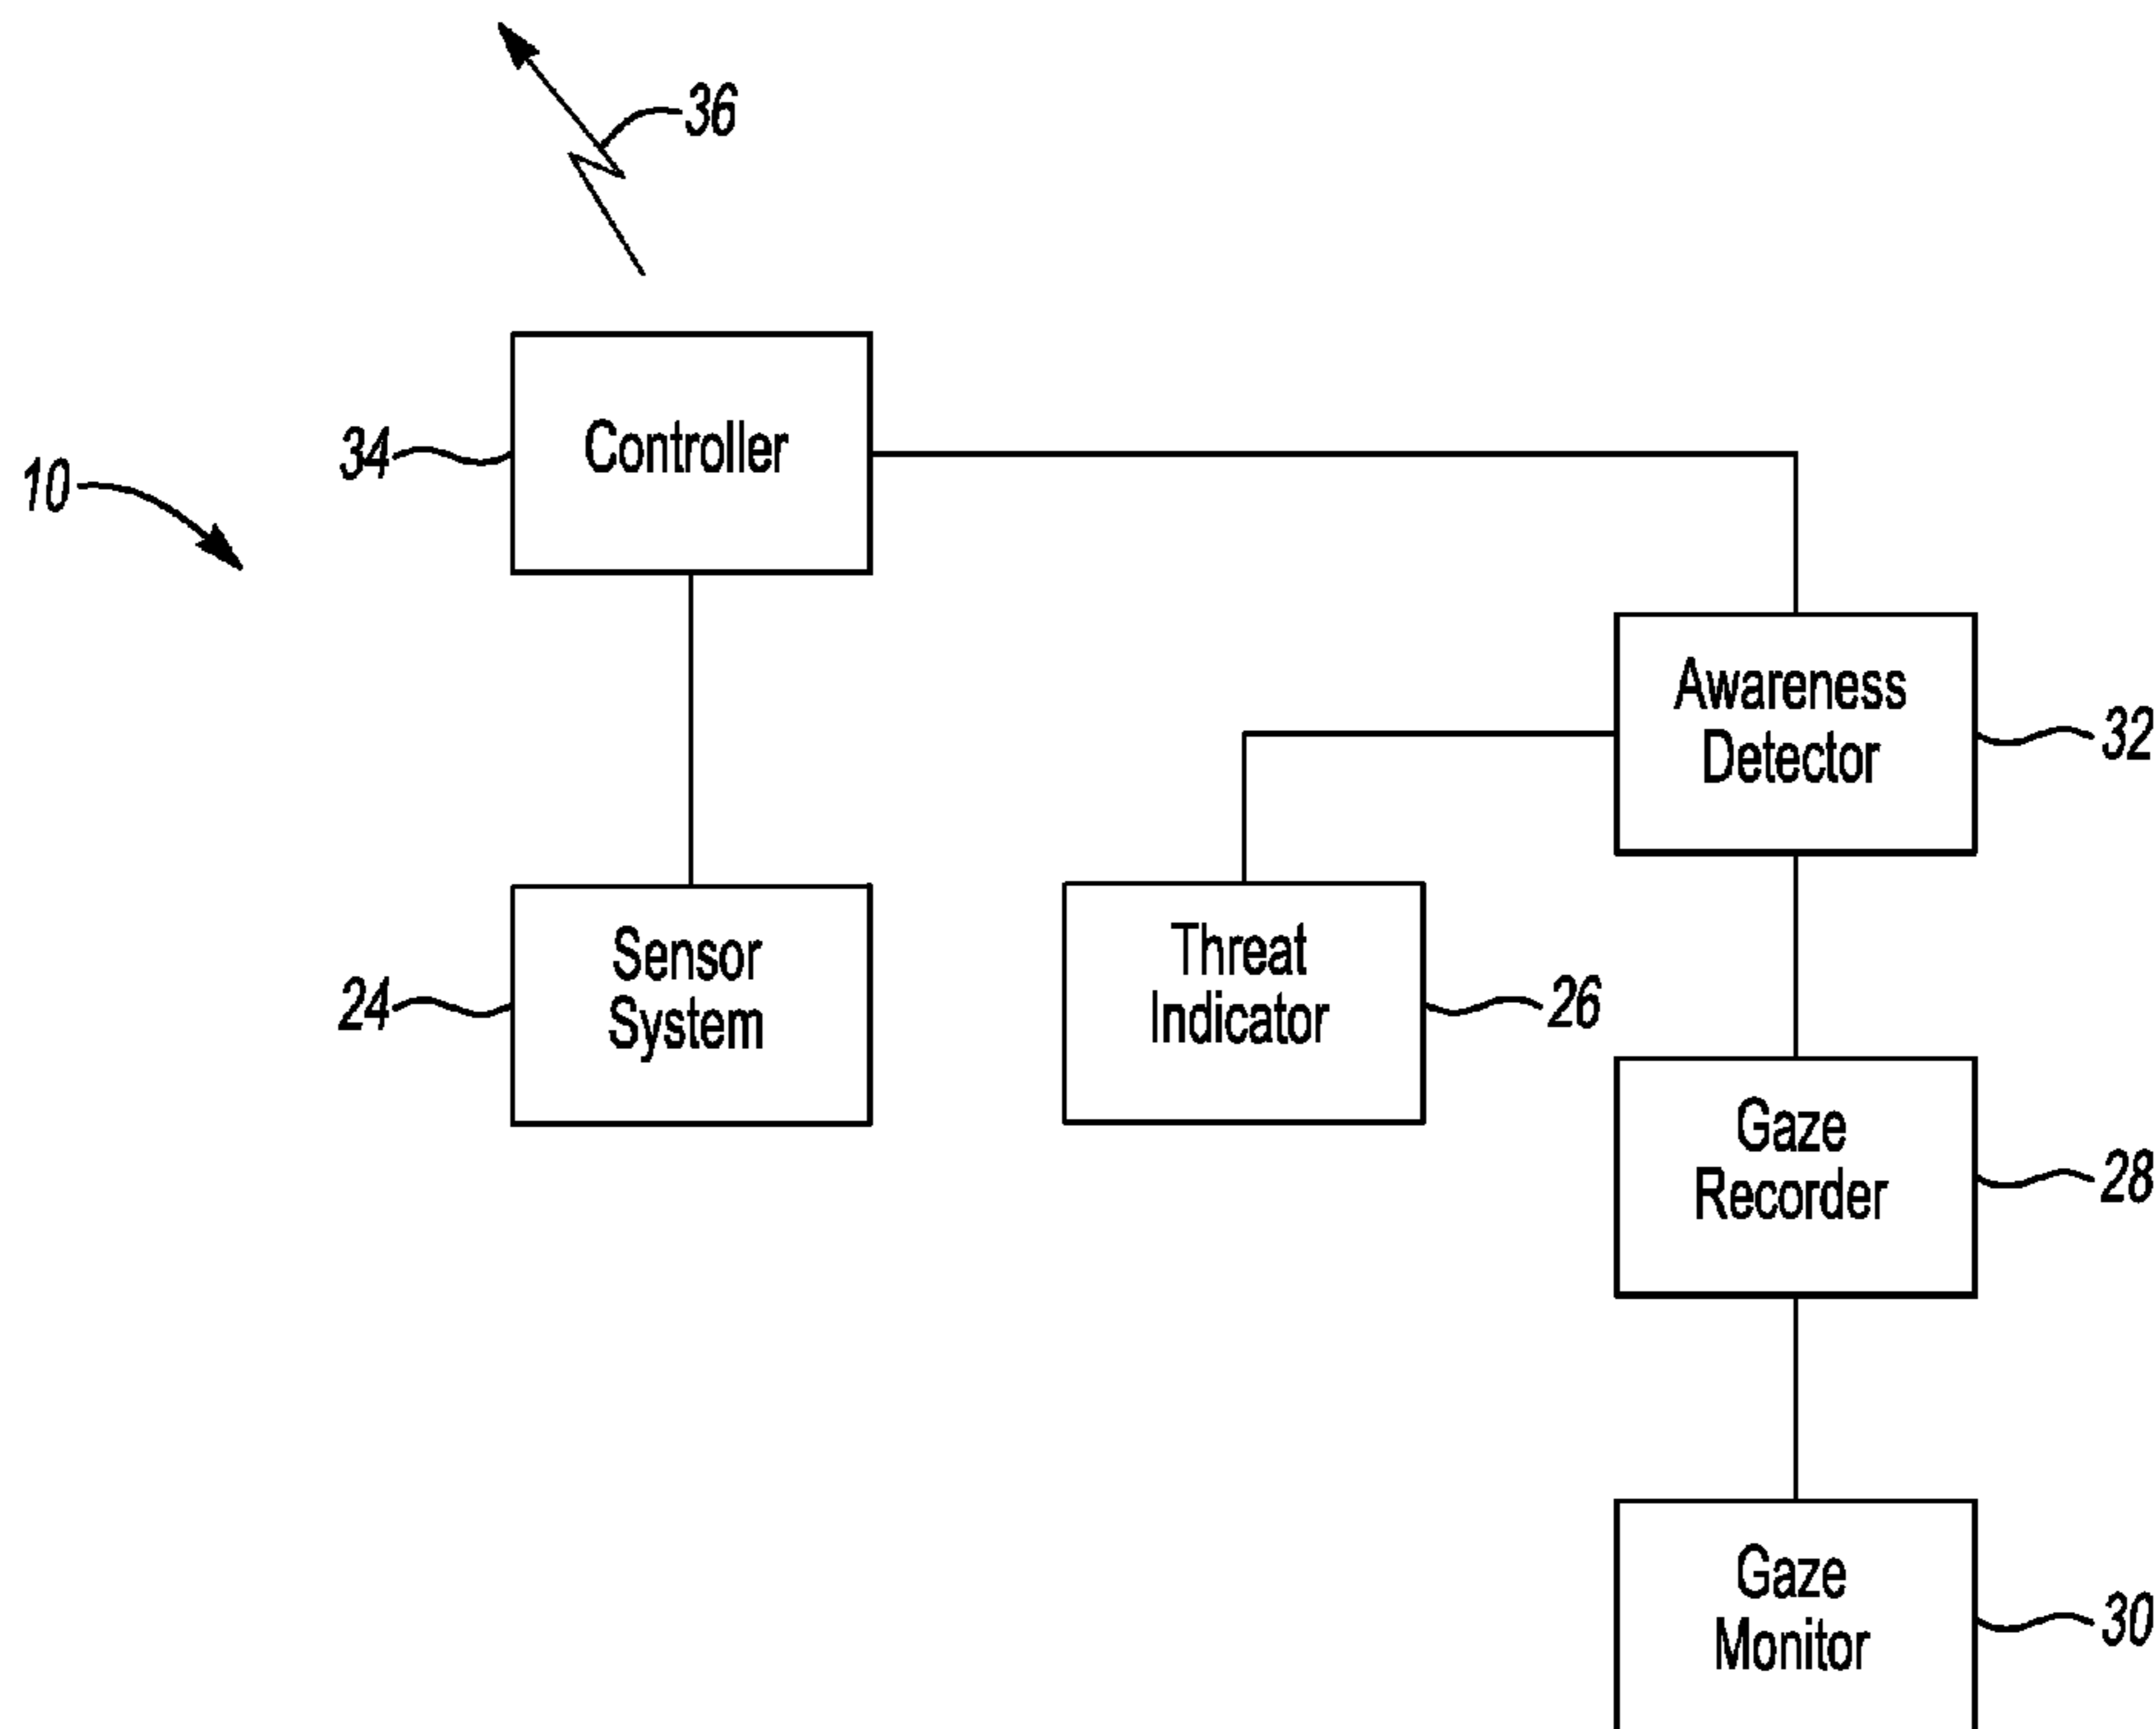 36
34
Controller
10
Awareness
Detector
32
Sensor
System
24
Threat
Indicator
26
Gaze
Recorder
28
Gaze
Monitor
30